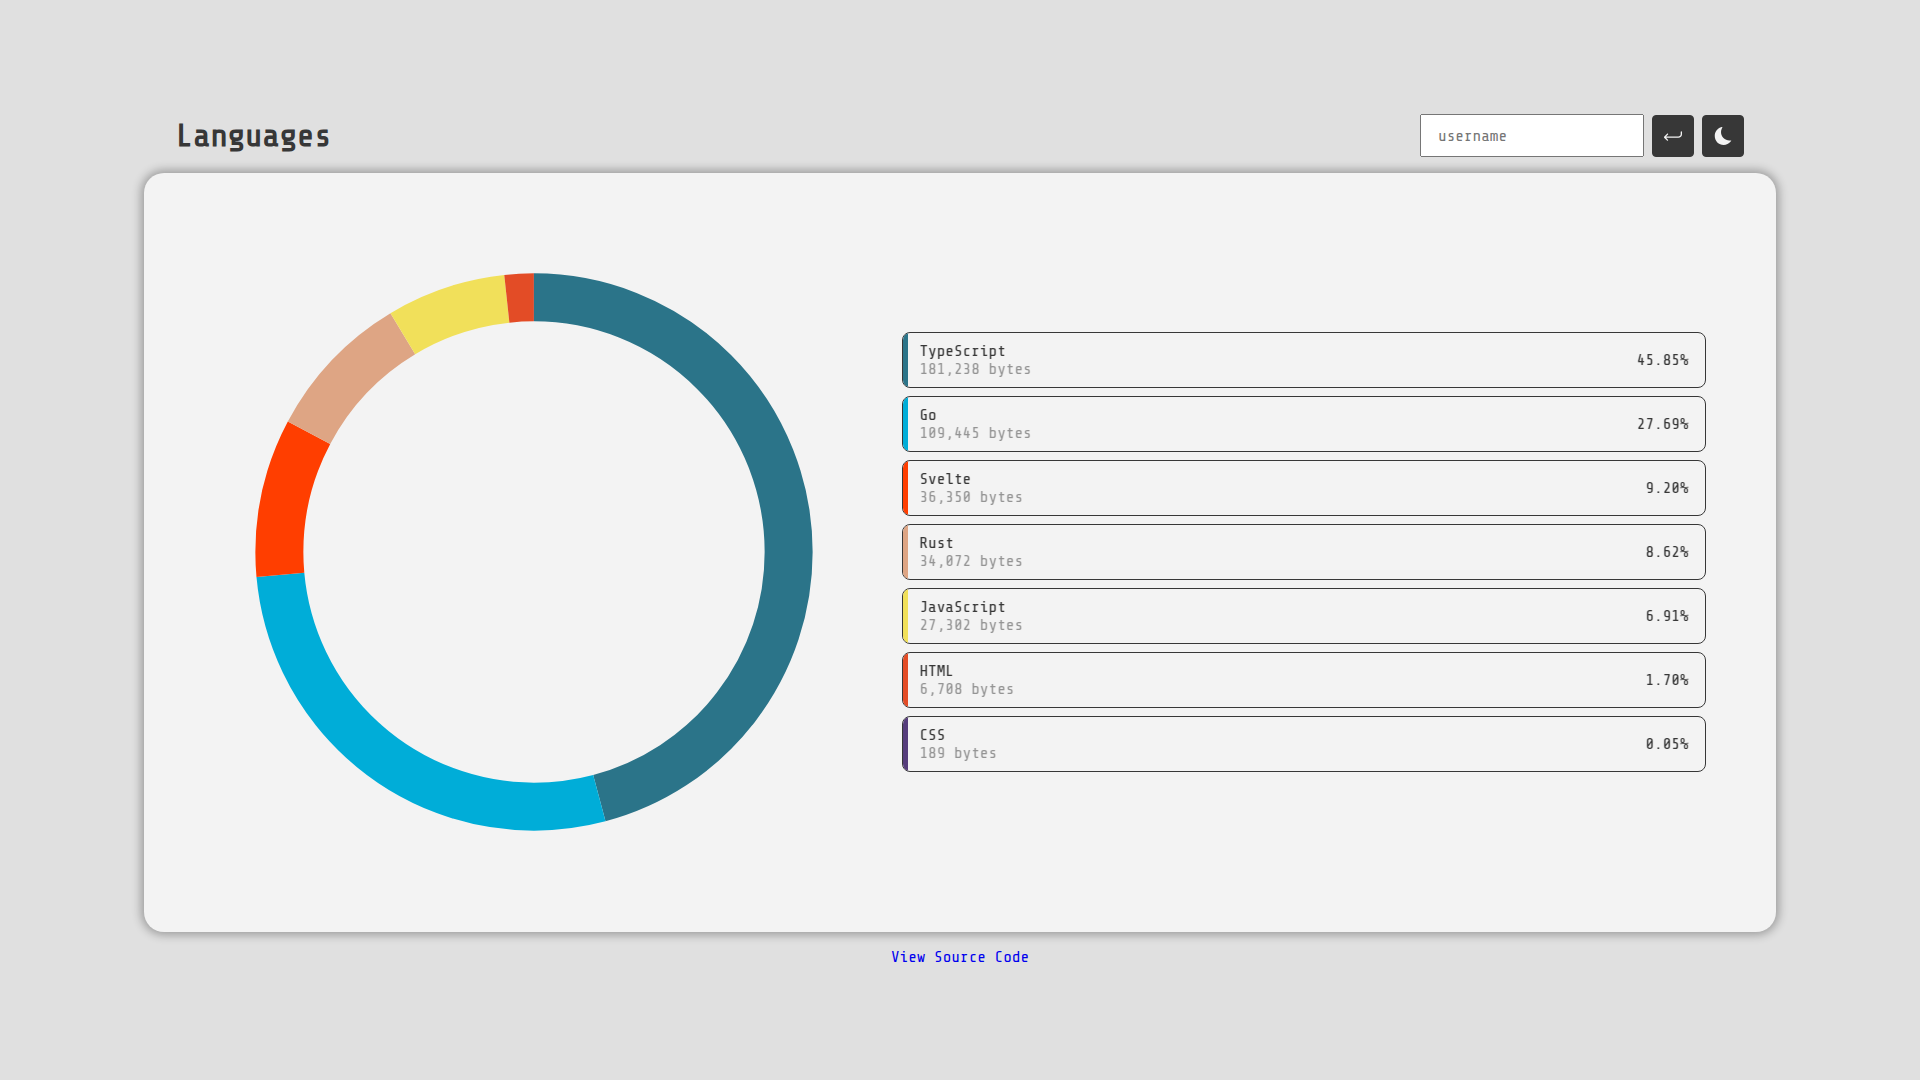 Languages
username
TypeScript
181,238 bytes
45.85%
Go
109,445 bytes
27.69%
Svelte
36,350 bytes
9.20%
Rust
34,072 bytes
8.62%
JavaScript
27,302 bytes
6.91%
HTML
6,708 bytes
1.70%
CSS
189 bytes
0.05%
View Source Code